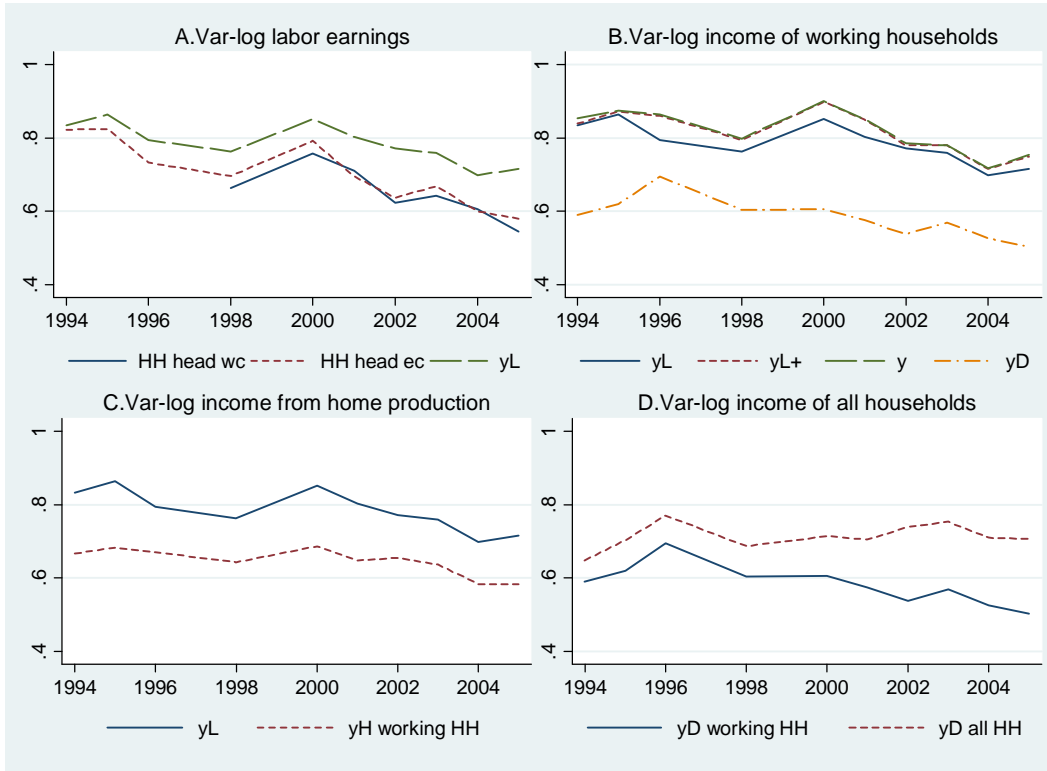 A.Var-log labor earnings
1
.8
.6
.4
1994 1996 1998 2000 2002 2004
HH head wc HH head ec yL
B.Var-log income of working households
1
.8
.6
.4
1994 1996 1998 2000 2002 2004
yL yL+ y yD
C.Var-log income from home production
1
.8
.6
.4
1994 1996 1998 2000 2002 2004
yL yH working HH
D.Var-log income of all households
1
.8
.6
.4
1994 1996 1998 2000 2002 2004
yD working HH yD all HH